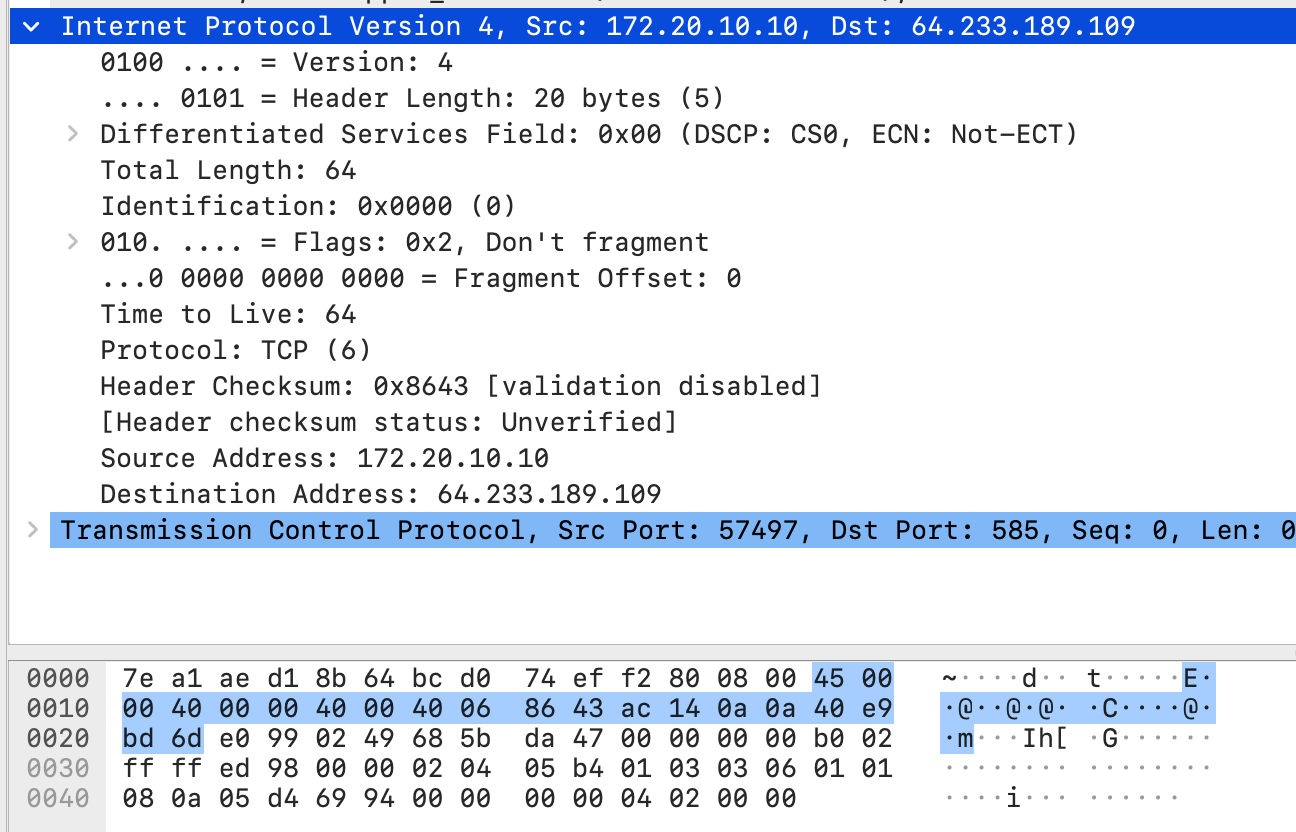 Internet Protocol Version 4, Src: 172.20.10.10, Dst: 64.233.189.109
0100 .... = Version: 4
.... 0101 = Header Length: 20 bytes (5)
Differentiated Services Field: 0x00 (DSCP: CS0, ECN: Not-ECT)
Total Length: 64
Identification: 0x0000 (0)
010. .... = Flags: 0x2, Don't fragment
...0 0000 0000 0000 = Fragment Offset: 0
Time to Live: 64
Protocol: TCP (6)
Header Checksum: 0x8643 [validation disabled]
[Header checksum status: Unverified]
Source Address: 172.20.10.10
Destination Address: 64.233.189.109
Transmission Control Protocol, Src Port: 57497, Dst Port: 585, Seq: 0, Len: 0
0000 7e a1 ae d1 8b 64 bc d0 74 ef f2 80 08 00 45 00 ~····d·· t·····E·
0010 00 40 00 00 40 00 40 06 86 43 ac 14 0a 0a 40 e9 ·@··@·@· ·C····@·
0020 bd 6d e0 99 02 49 68 5b da 47 00 00 00 00 b0 02 ·m···Ih[ ·G······
0030 ff ff ed 98 00 00 02 04 05 b4 01 03 03 06 01 01 ········ ········
0040 08 0a 05 d4 69 94 00 00 00 00 04 02 00 00 ····i··· ······